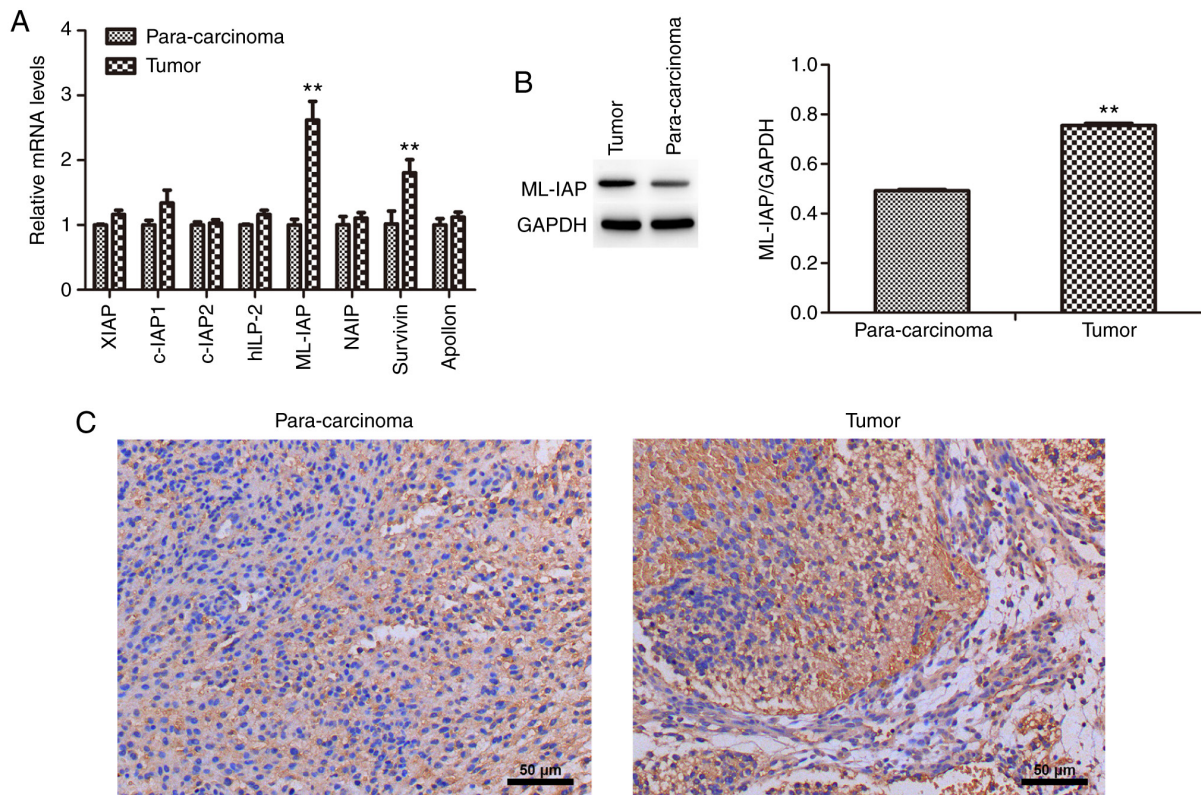 A
Relative mRNA levels
4
3
2
1
0
Para-carcinoma
Tumor
**
**
XIAP
c-IAP1
c-IAP2
hILP-2
ML-IAP
NAIP
Survivin
Apollon
B
Tumor
Para-carcinoma
ML-IAP
GAPDH
ML-IAP/GAPDH
1.0
0.8
0.6
0.4
0.2
0.0
**
Para-carcinoma
Tumor
C
Para-carcinoma
Tumor
50 µm
50 µm